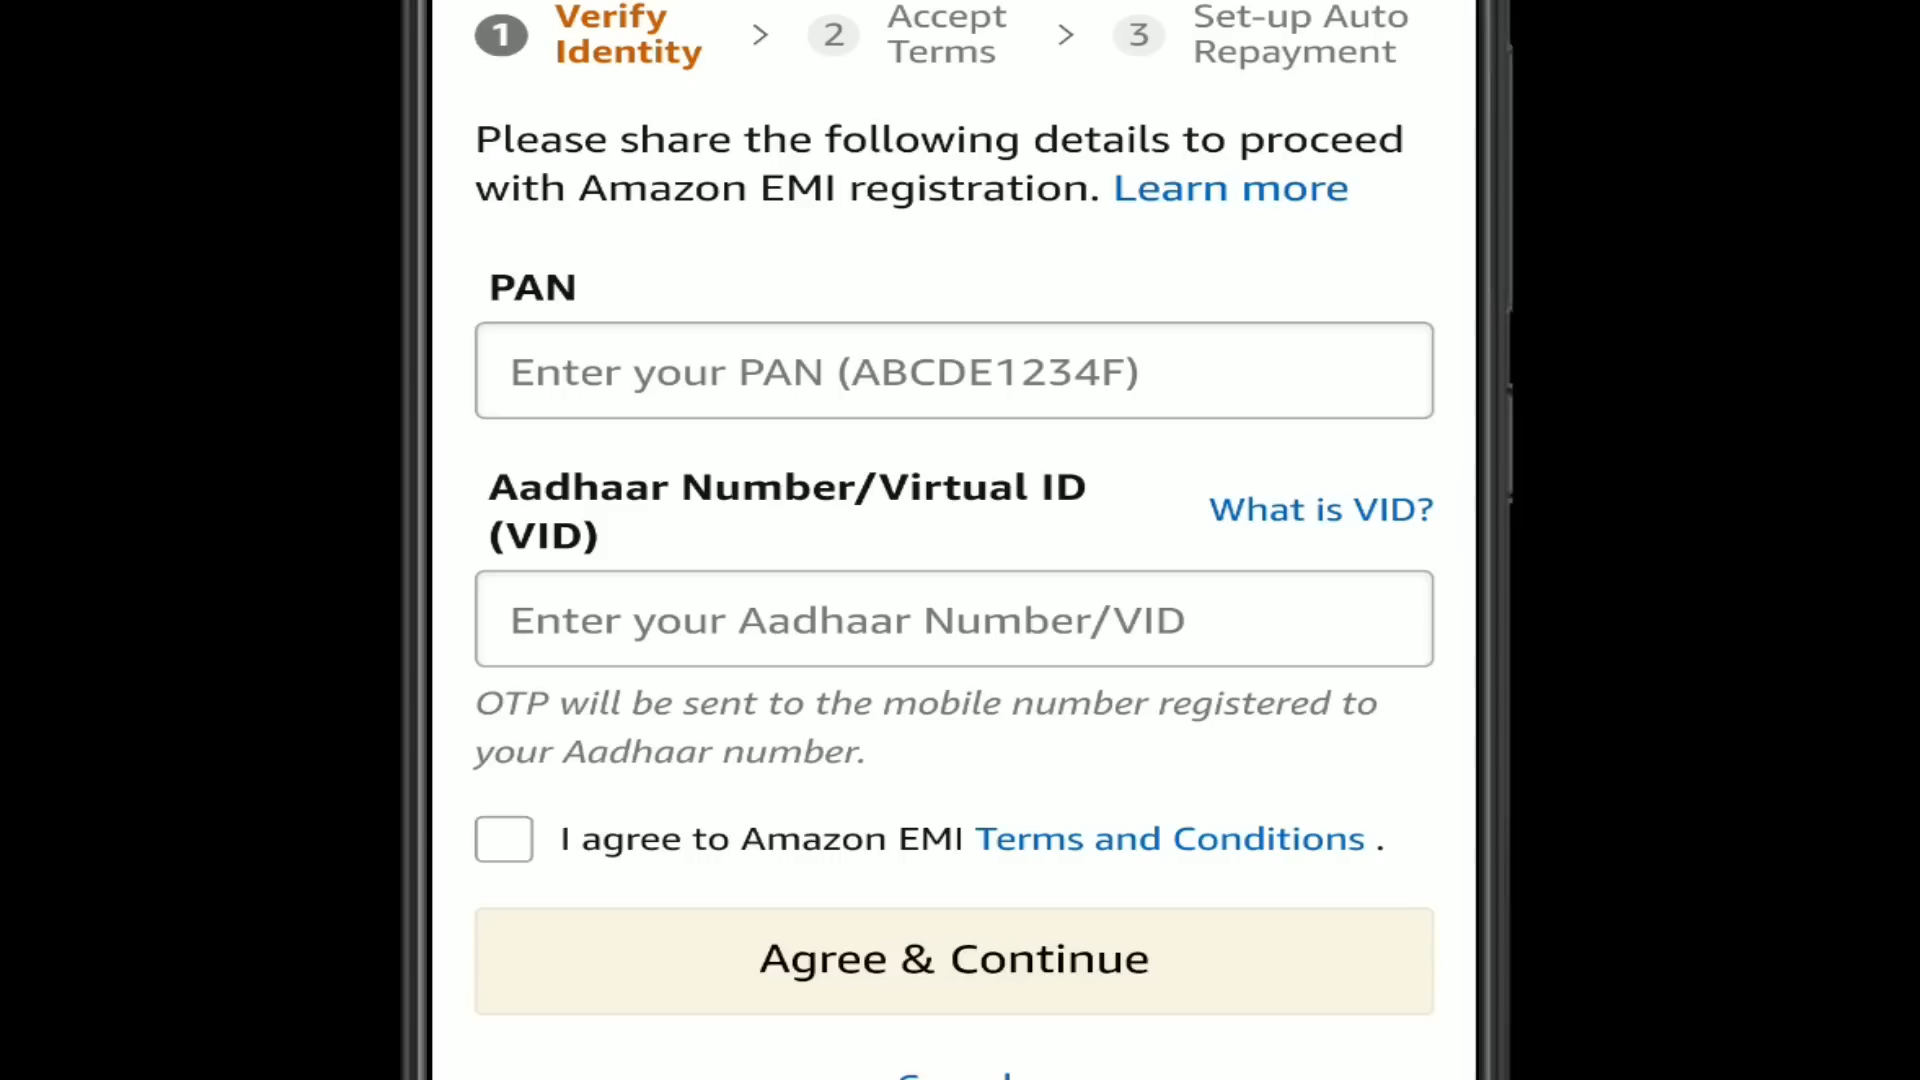 1 Verify Identity > 2 Accept Terms > 3 Set-up Auto Repayment
Please share the following details to proceed
with Amazon EMI registration. Learn more
PAN
Enter your PAN (ABCDE1234F)
Aadhaar Number/Virtual ID
(VID)
What is VID?
Enter your Aadhaar Number/VID
OTP will be sent to the mobile number registered to
your Aadhaar number.
I agree to Amazon EMI Terms and Conditions .
Agree & Continue